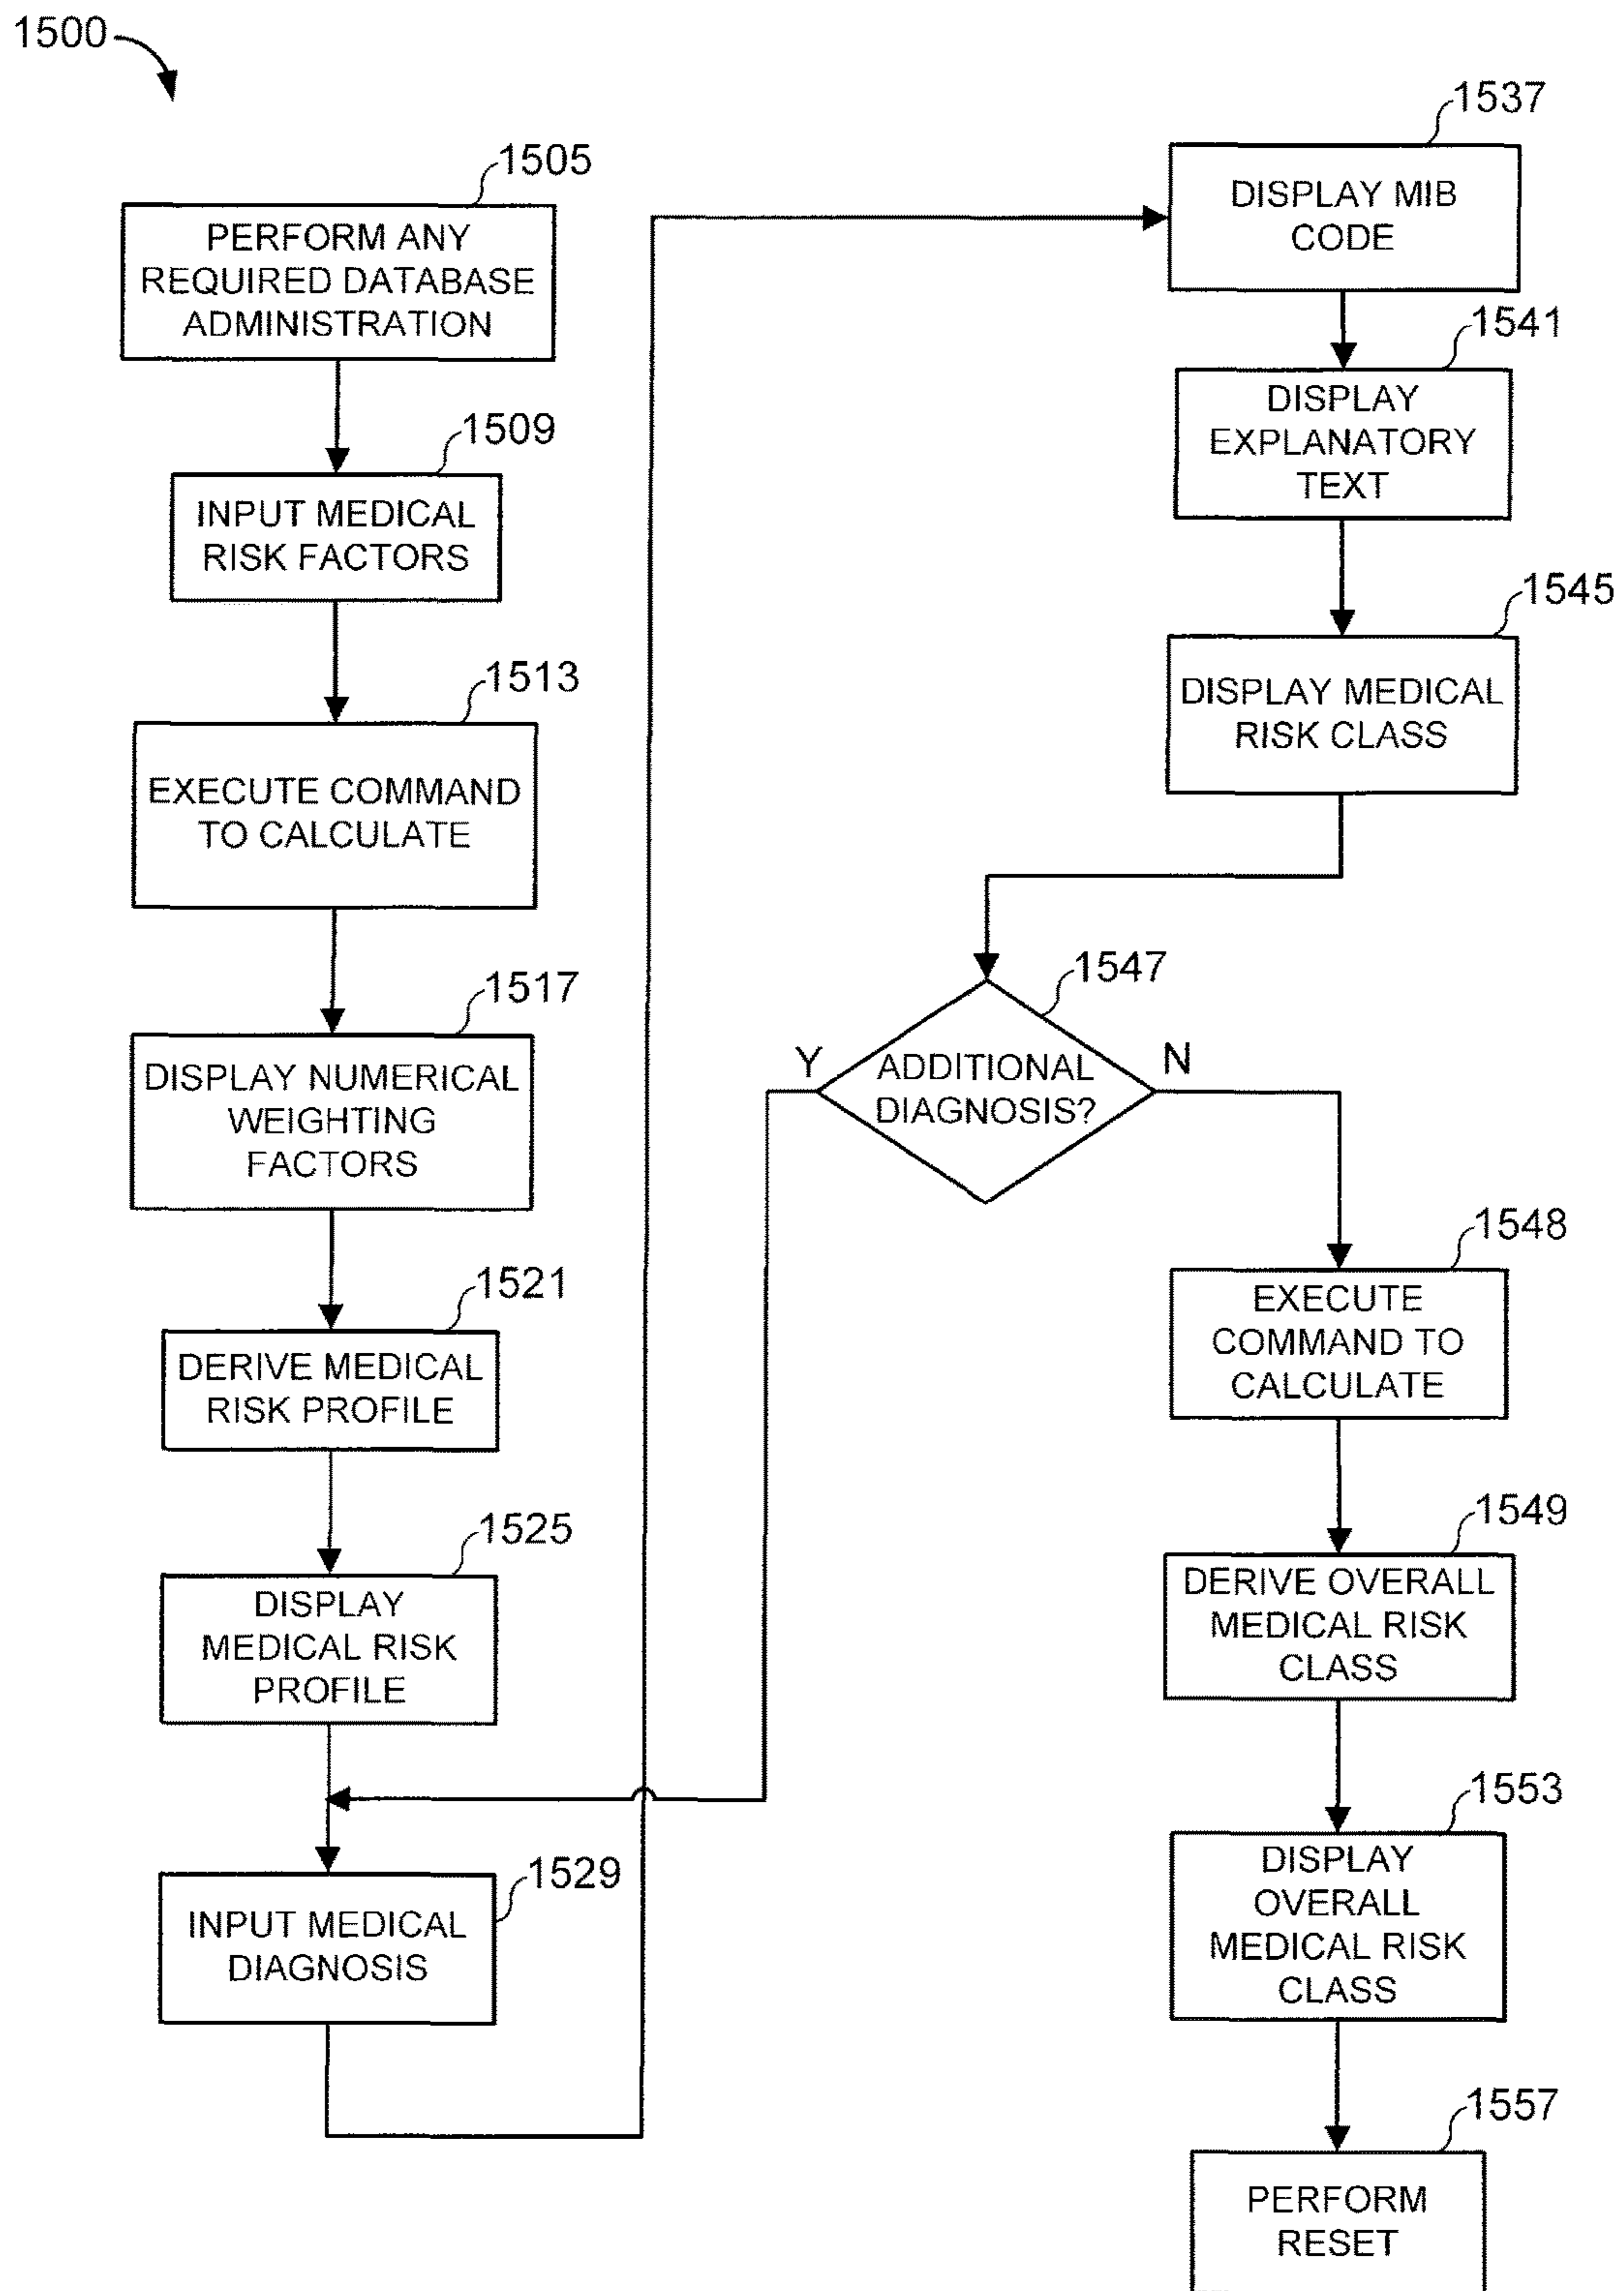 1500
1505
PERFORM ANY
REQUIRED DATABASE
ADMINISTRATION
1509
INPUT MEDICAL
RISK FACTORS
1513
EXECUTE COMMAND
TO CALCULATE
1517
DISPLAY NUMERICAL
WEIGHTING
FACTORS
1521
DERIVE MEDICAL
RISK PROFILE
1525
DISPLAY
MEDICAL RISK
PROFILE
1529
INPUT MEDICAL
DIAGNOSIS
1537
DISPLAY MIB
CODE
1541
DISPLAY
EXPLANATORY
TEXT
1545
DISPLAY MEDICAL
RISK CLASS
1547
Y
ADDITIONAL
DIAGNOSIS?
N
1548
EXECUTE
COMMAND TO
CALCULATE
1549
DERIVE OVERALL
MEDICAL RISK
CLASS
1553
DISPLAY
OVERALL
MEDICAL RISK
CLASS
1557
PERFORM
RESET